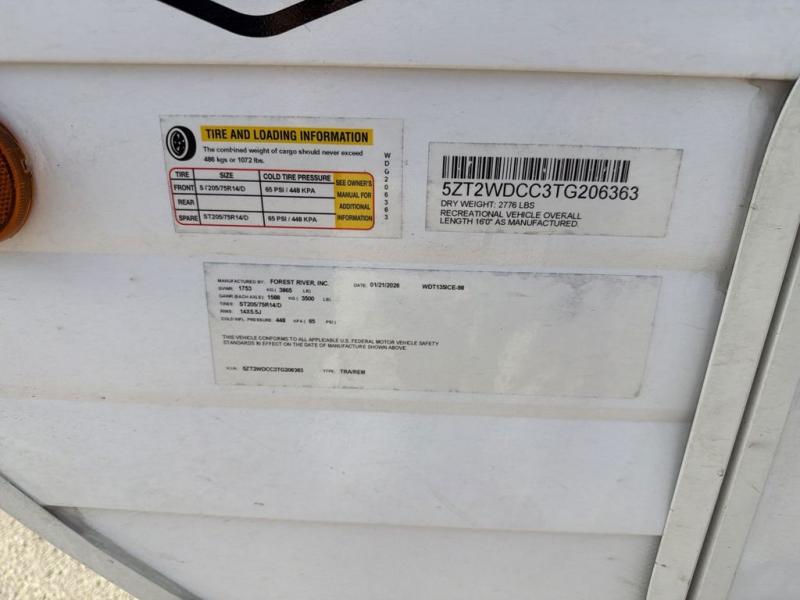 TIRE AND LOADING INFORMATION
The combined weight of cargo should never exceed
486 kgs or 1072 lbs.
TIRE SIZE COLD TIRE PRESSURE
FRONT ST205/75R14/D 65 PSI / 448 KPA
REAR
SPARE ST205/75R14/D 65 PSI / 448 KPA
SEE OWNER'S
MANUAL FOR
ADDITIONAL
INFORMATION
WDG206363
5ZT2WDCC3TG206363
DRY WEIGHT: 2776 LBS
RECREATIONAL VEHICLE OVERALL
LENGTH 16'0" AS MANUFACTURED
MANUFACTURED BY: FOREST RIVER, INC. DATE: 01/21/2026 WDT135ICE-98
GVWR: 1753 KG ( 3865 LB)
GAWR (EACH AXLE): 1588 KG ( 3500 LB)
TIRES: ST205/75R14/D
RIMS: 14X5.5J
COLD INFL. PRESSURE: 448 KPA ( 65 PSI)
THIS VEHICLE CONFORMS TO ALL APPLICABLE U.S. FEDERAL MOTOR VEHICLE SAFETY
STANDARDS IN EFFECT ON THE DATE OF MANUFACTURE SHOWN ABOVE
V.I.N.: 5ZT2WDCC3TG206363 TYPE: TRA/REM